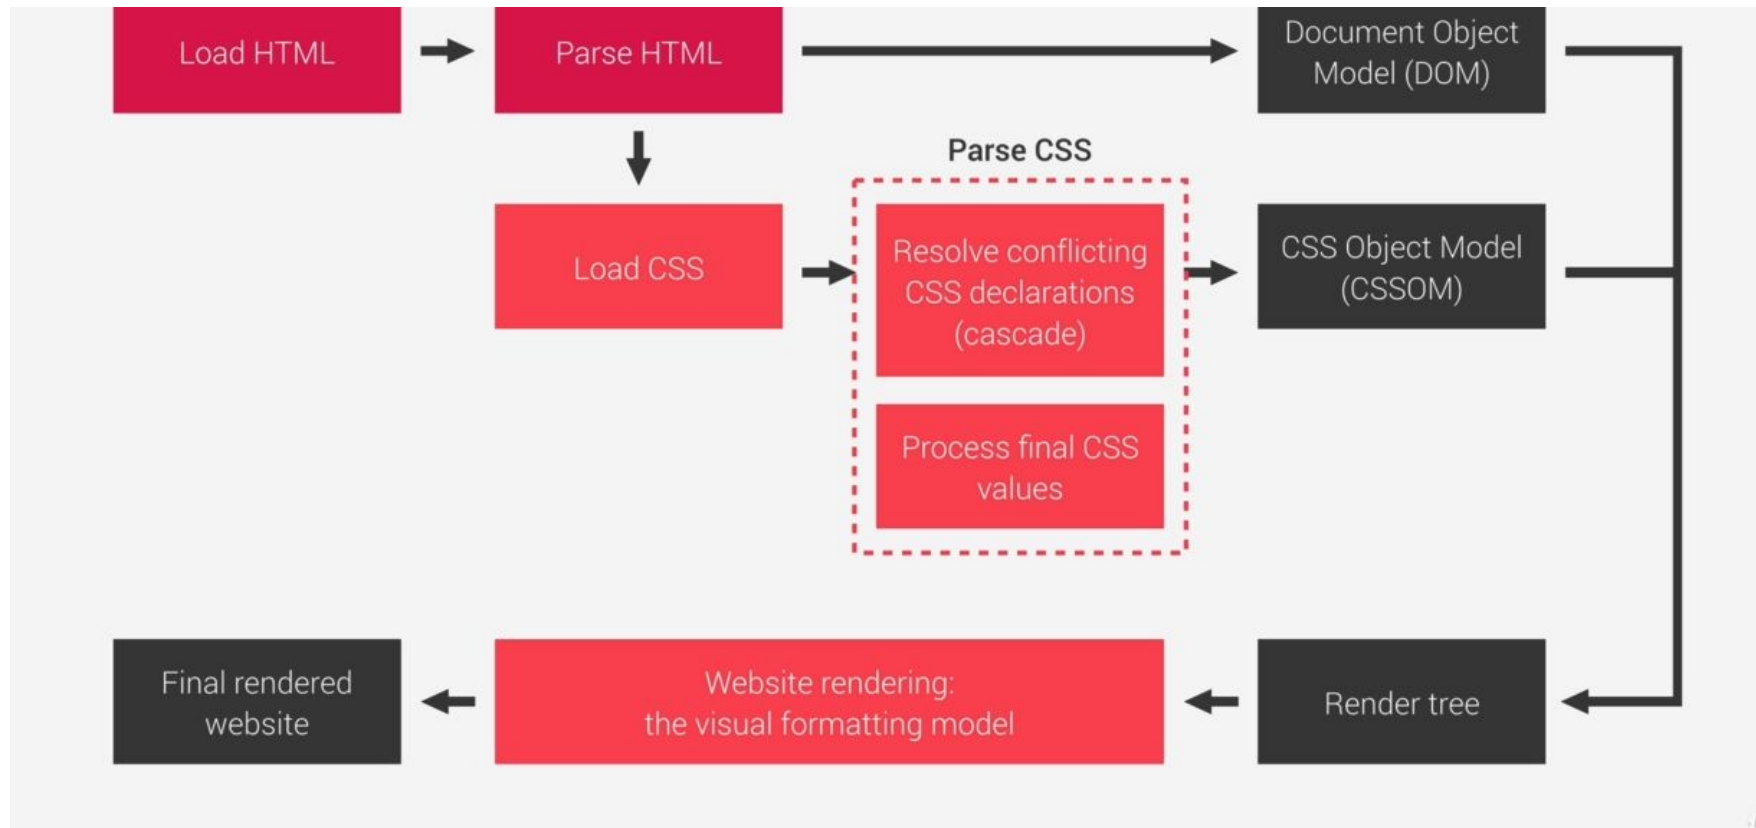 Load HTML
Parse HTML
Document Object
Model (DOM)
Parse CSS
Load CSS
Resolve conflicting
CSS declarations
(cascade)
CSS Object Model
(CSSOM)
Process final CSS
values
Final rendered
website
Website rendering:
the visual formatting model
Render tree